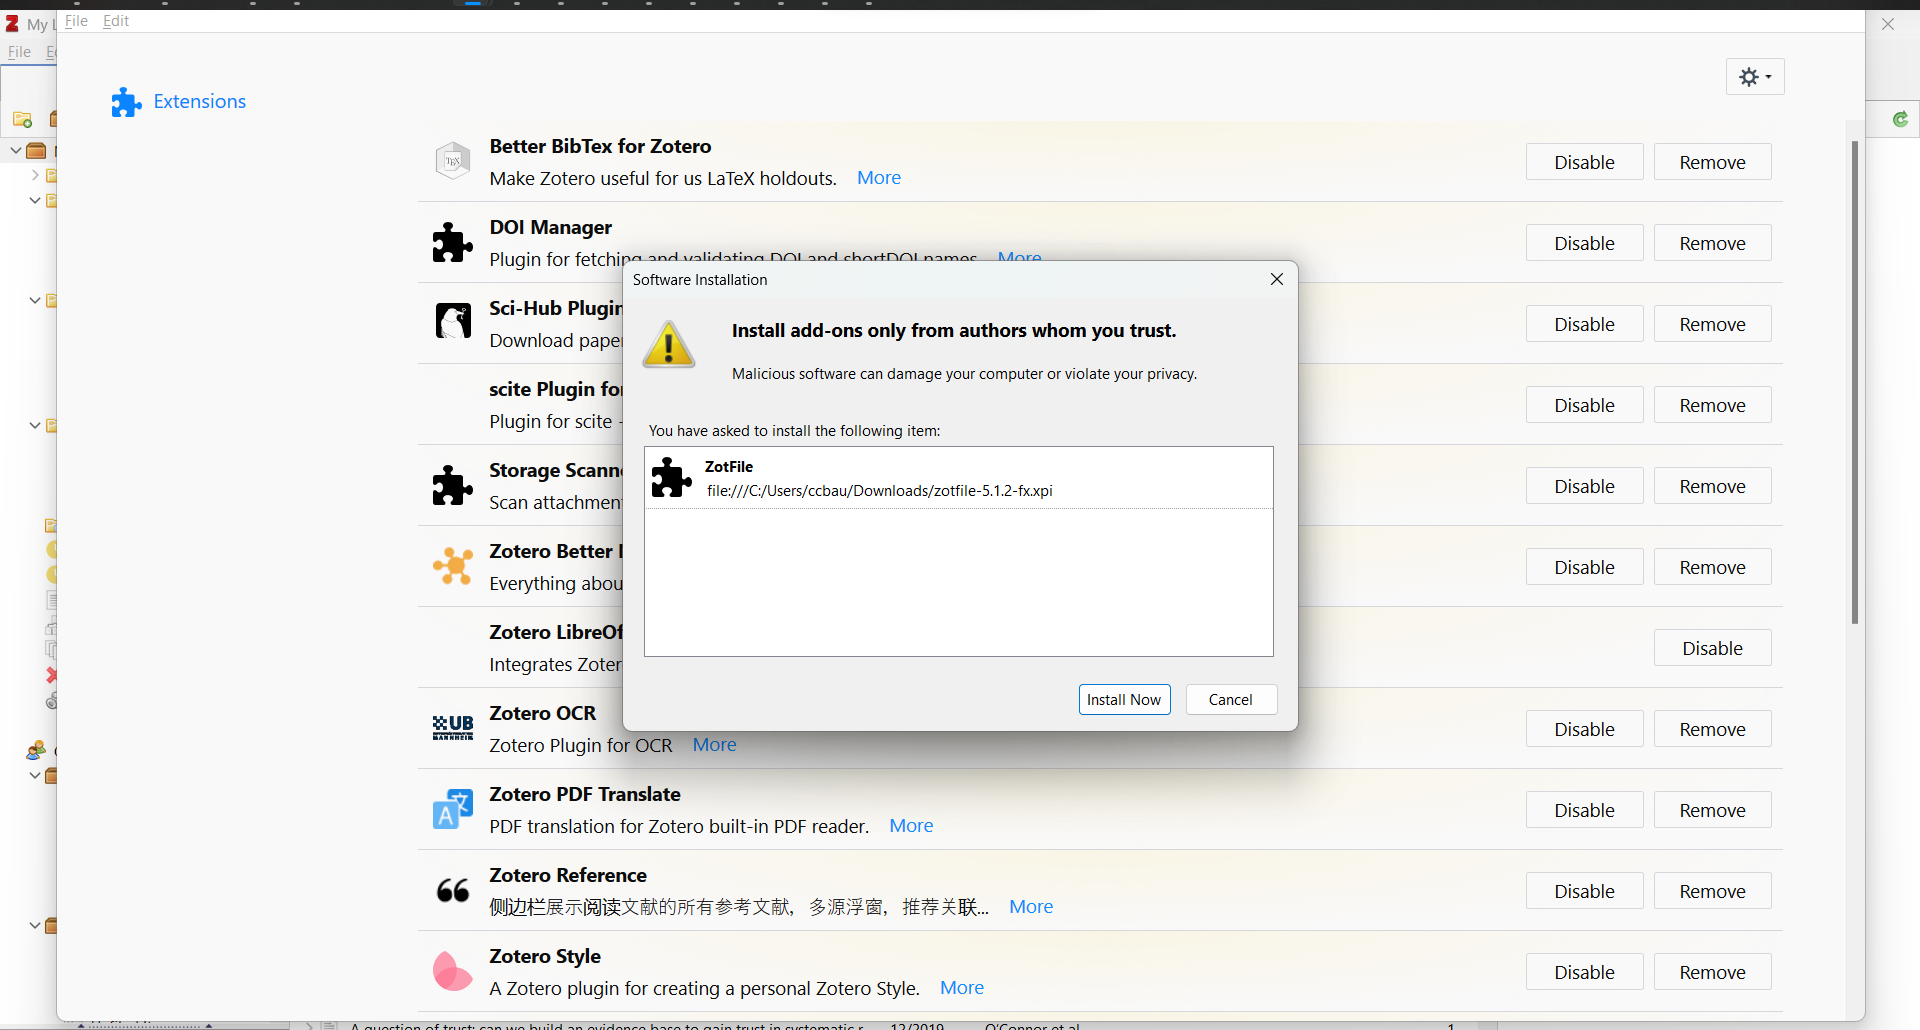 My L
File Edit
File
Extensions
Better BibTex for Zotero
Make Zotero useful for us LaTeX holdouts. More
Disable Remove
DOI Manager
Plugin for fetching and validating DOI and shortDOI names More
Disable Remove
Sci-Hub Plugin
Download
Disable Remove
scite Plugin
Plugin for scite -
Disable Remove
Storage
Scan
Disable Remove
Zotero Better
Everything
Disable Remove
Zotero
Integrates
Disable
Zotero OCR
Zotero Plugin for OCR More
Disable Remove
UB
MANNHEIM
Zotero PDF Translate
PDF translation for Zotero built-in PDF reader. More
Disable Remove
Zotero Reference
侧边栏展示阅读文献的所有参考文献，多源浮窗，推荐关联... More
Disable Remove
Zotero Style
A Zotero plugin for creating a personal Zotero Style. More
Disable Remove
Software Installation
Install add-ons only from authors whom you trust.
Malicious software can damage your computer or violate your privacy.
You have asked to install the following item:
ZotFile
file:///C:/Users/ccbau/Downloads/zotfile-5.1.2-fx.xpi
Install Now Cancel
A question of trust: can we build an evidence base to gain trust in systematic r... 12/2019 O'Connor et al. 1